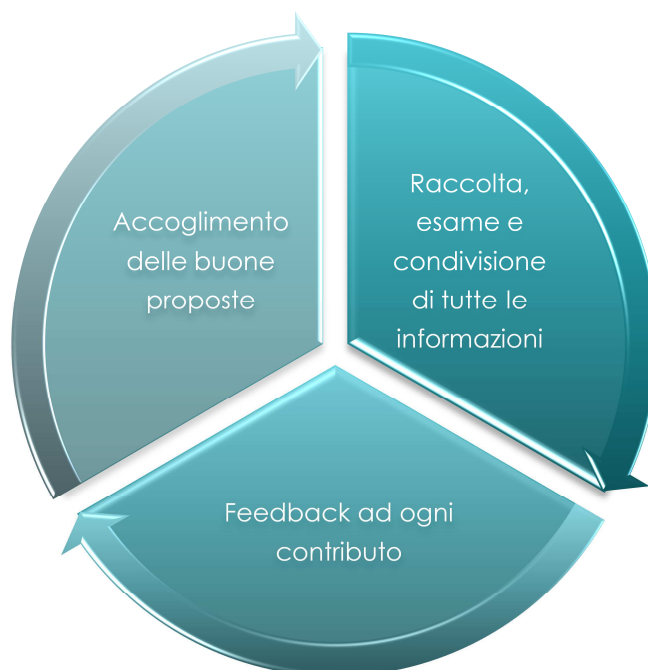 Raccolta,
esame e
condivisione
di tutte le
informazioni
Feedback ad ogni
contributo
Accoglimento
delle buone
proposte